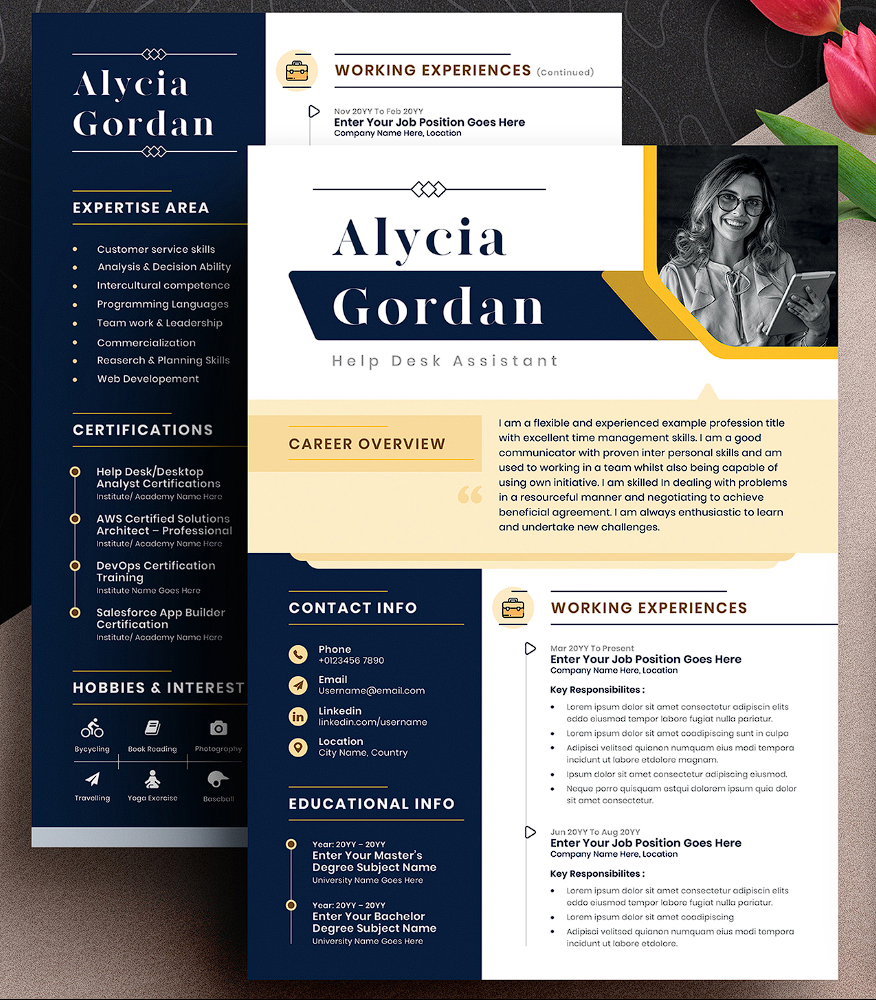 Alycia
Gordan
EXPERTISE AREA
Customer service skills
Analysis & Decision Ability
Intercultural competence
Programming Languages
Team work & Leadership
Commercialization
Reaserch & Planning Skills
Web Developement
CERTIFICATIONS
Help Desk/Desktop
Analyst Certifications
Institute/ Academy Name Here
AWS Certified Solutions
Architect – Professional
Institute/ Academy Name Here
DevOps Certification
Training
Institute Name Goes Here
Salesforce App Builder
Certification
Institute/ Academy Name Here
HOBBIES & INTEREST
Bycycling
Book Reading
Photography
Travelling
Yoga Exercise
Baseball
WORKING EXPERIENCES (Continued)
Nov 20YY To Feb 20YY
Enter Your Job Position Goes Here
Company Name Here, Location
Alycia
Gordan
Help Desk Assistant
CAREER OVERVIEW
I am a flexible and experienced example profession title
with excellent time management skills. I am a good
communicator with proven inter personal skills and am
used to working in a team whilst also being capable of
using own initiative. I am skilled In dealing with problems
in a resourceful manner and negotiating to achieve
beneficial agreement. I am always enthusiastic to learn
and undertake new challenges.
CONTACT INFO
Phone
+0123456 7890
Email
Username@email.com
Linkedin
linkedin.com/username
Location
City Name, Country
EDUCATIONAL INFO
Year: 20YY – 20YY
Enter Your Master's
Degree Subject Name
University Name Goes Here
Year: 20YY – 20YY
Enter Your Bachelor
Degree Subject Name
University Name Goes Here
WORKING EXPERIENCES
Mar 20YY To Present
Enter Your Job Position Goes Here
Company Name Here, Location
Key Responsibilites :
Lorem ipsum dolor sit amet consectetur adipiscin elits
eddo eiusmod tempor labore fugiat nulla pariatur.
Lorem ipsum dolor sit amet coadipiscing sunt in culpa
Adipisci velitsed quianon numquam eius modi tempora
incidunt ut labore etdolore magnam.
Ipsum dolor sit amet consectetur adipiscing eiusmod.
Neque porro quisquam estqui dolorem ipsum quia dolor
sit amet consectetur.
Jun 20YY To Aug 20YY
Enter Your Job Position Goes Here
Company Name Here, Location
Key Responsibilites :
Lorem ipsum dolor sit amet consectetur adipiscin elits
eddo eiusmod tempor labore fugiat nulla pariatur.
Lorem ipsum dolor sit amet coadipiscing
Adipisci velitsed quianon numquam eius modi tempora
incidunt ut labore etdolore.